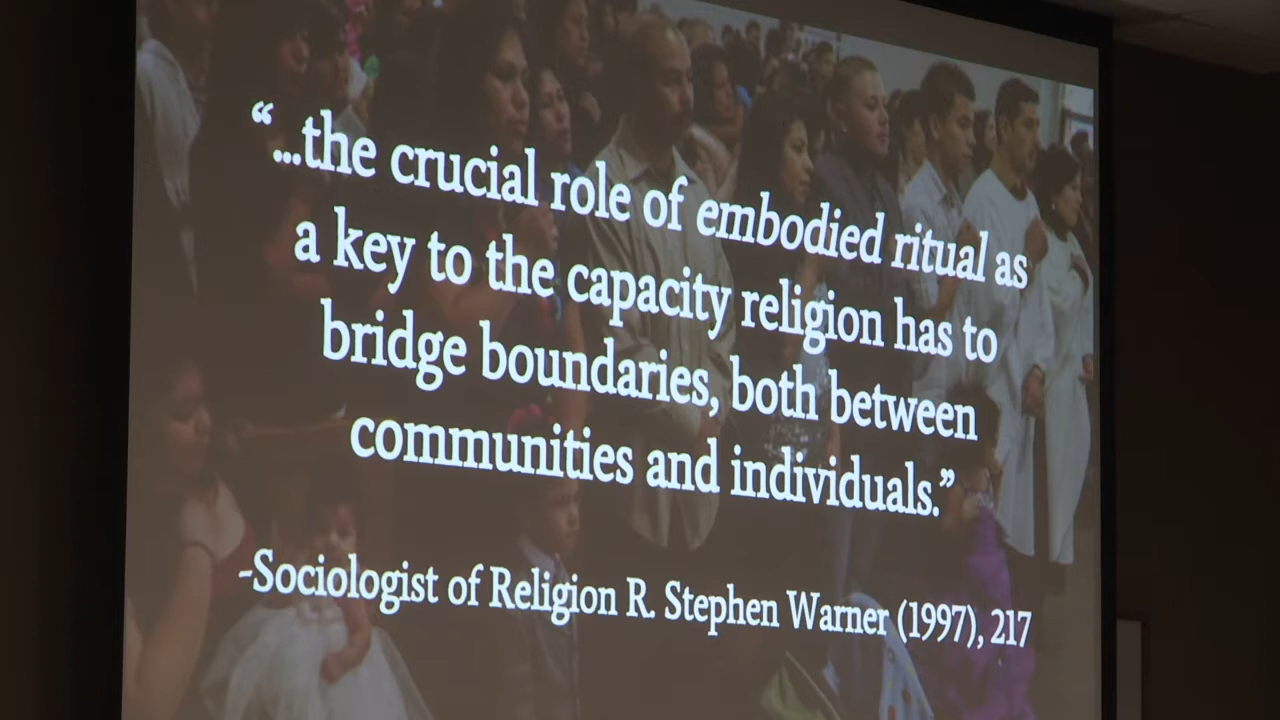 “...the crucial role of embodied ritual as
a key to the capacity religion has to
bridge boundaries, both between
communities and individuals.”
-Sociologist of Religion R. Stephen Warner (1997), 217